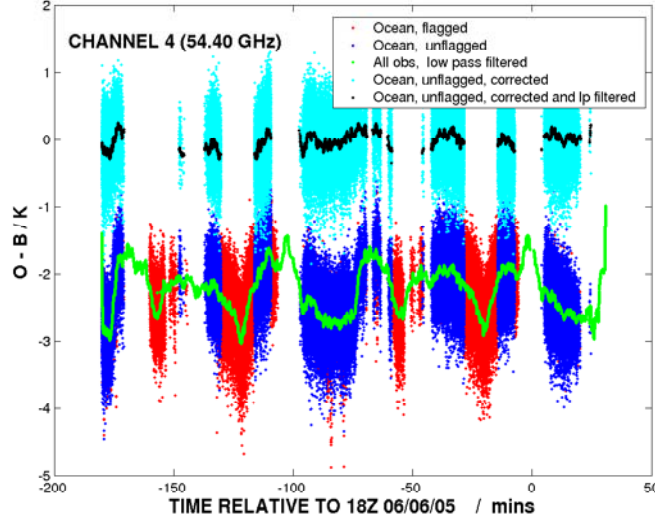 CHANNEL 4 (54.40 GHz)
Ocean, flagged
Ocean, unflagged
All obs, low pass filtered
Ocean, unflagged, corrected
Ocean, unflagged, corrected and lp filtered
O - B / K
2
1
0
-1
-2
-3
-4
-5
-200
-150
-100
-50
0
50
TIME RELATIVE TO 18Z 06/06/05 / mins